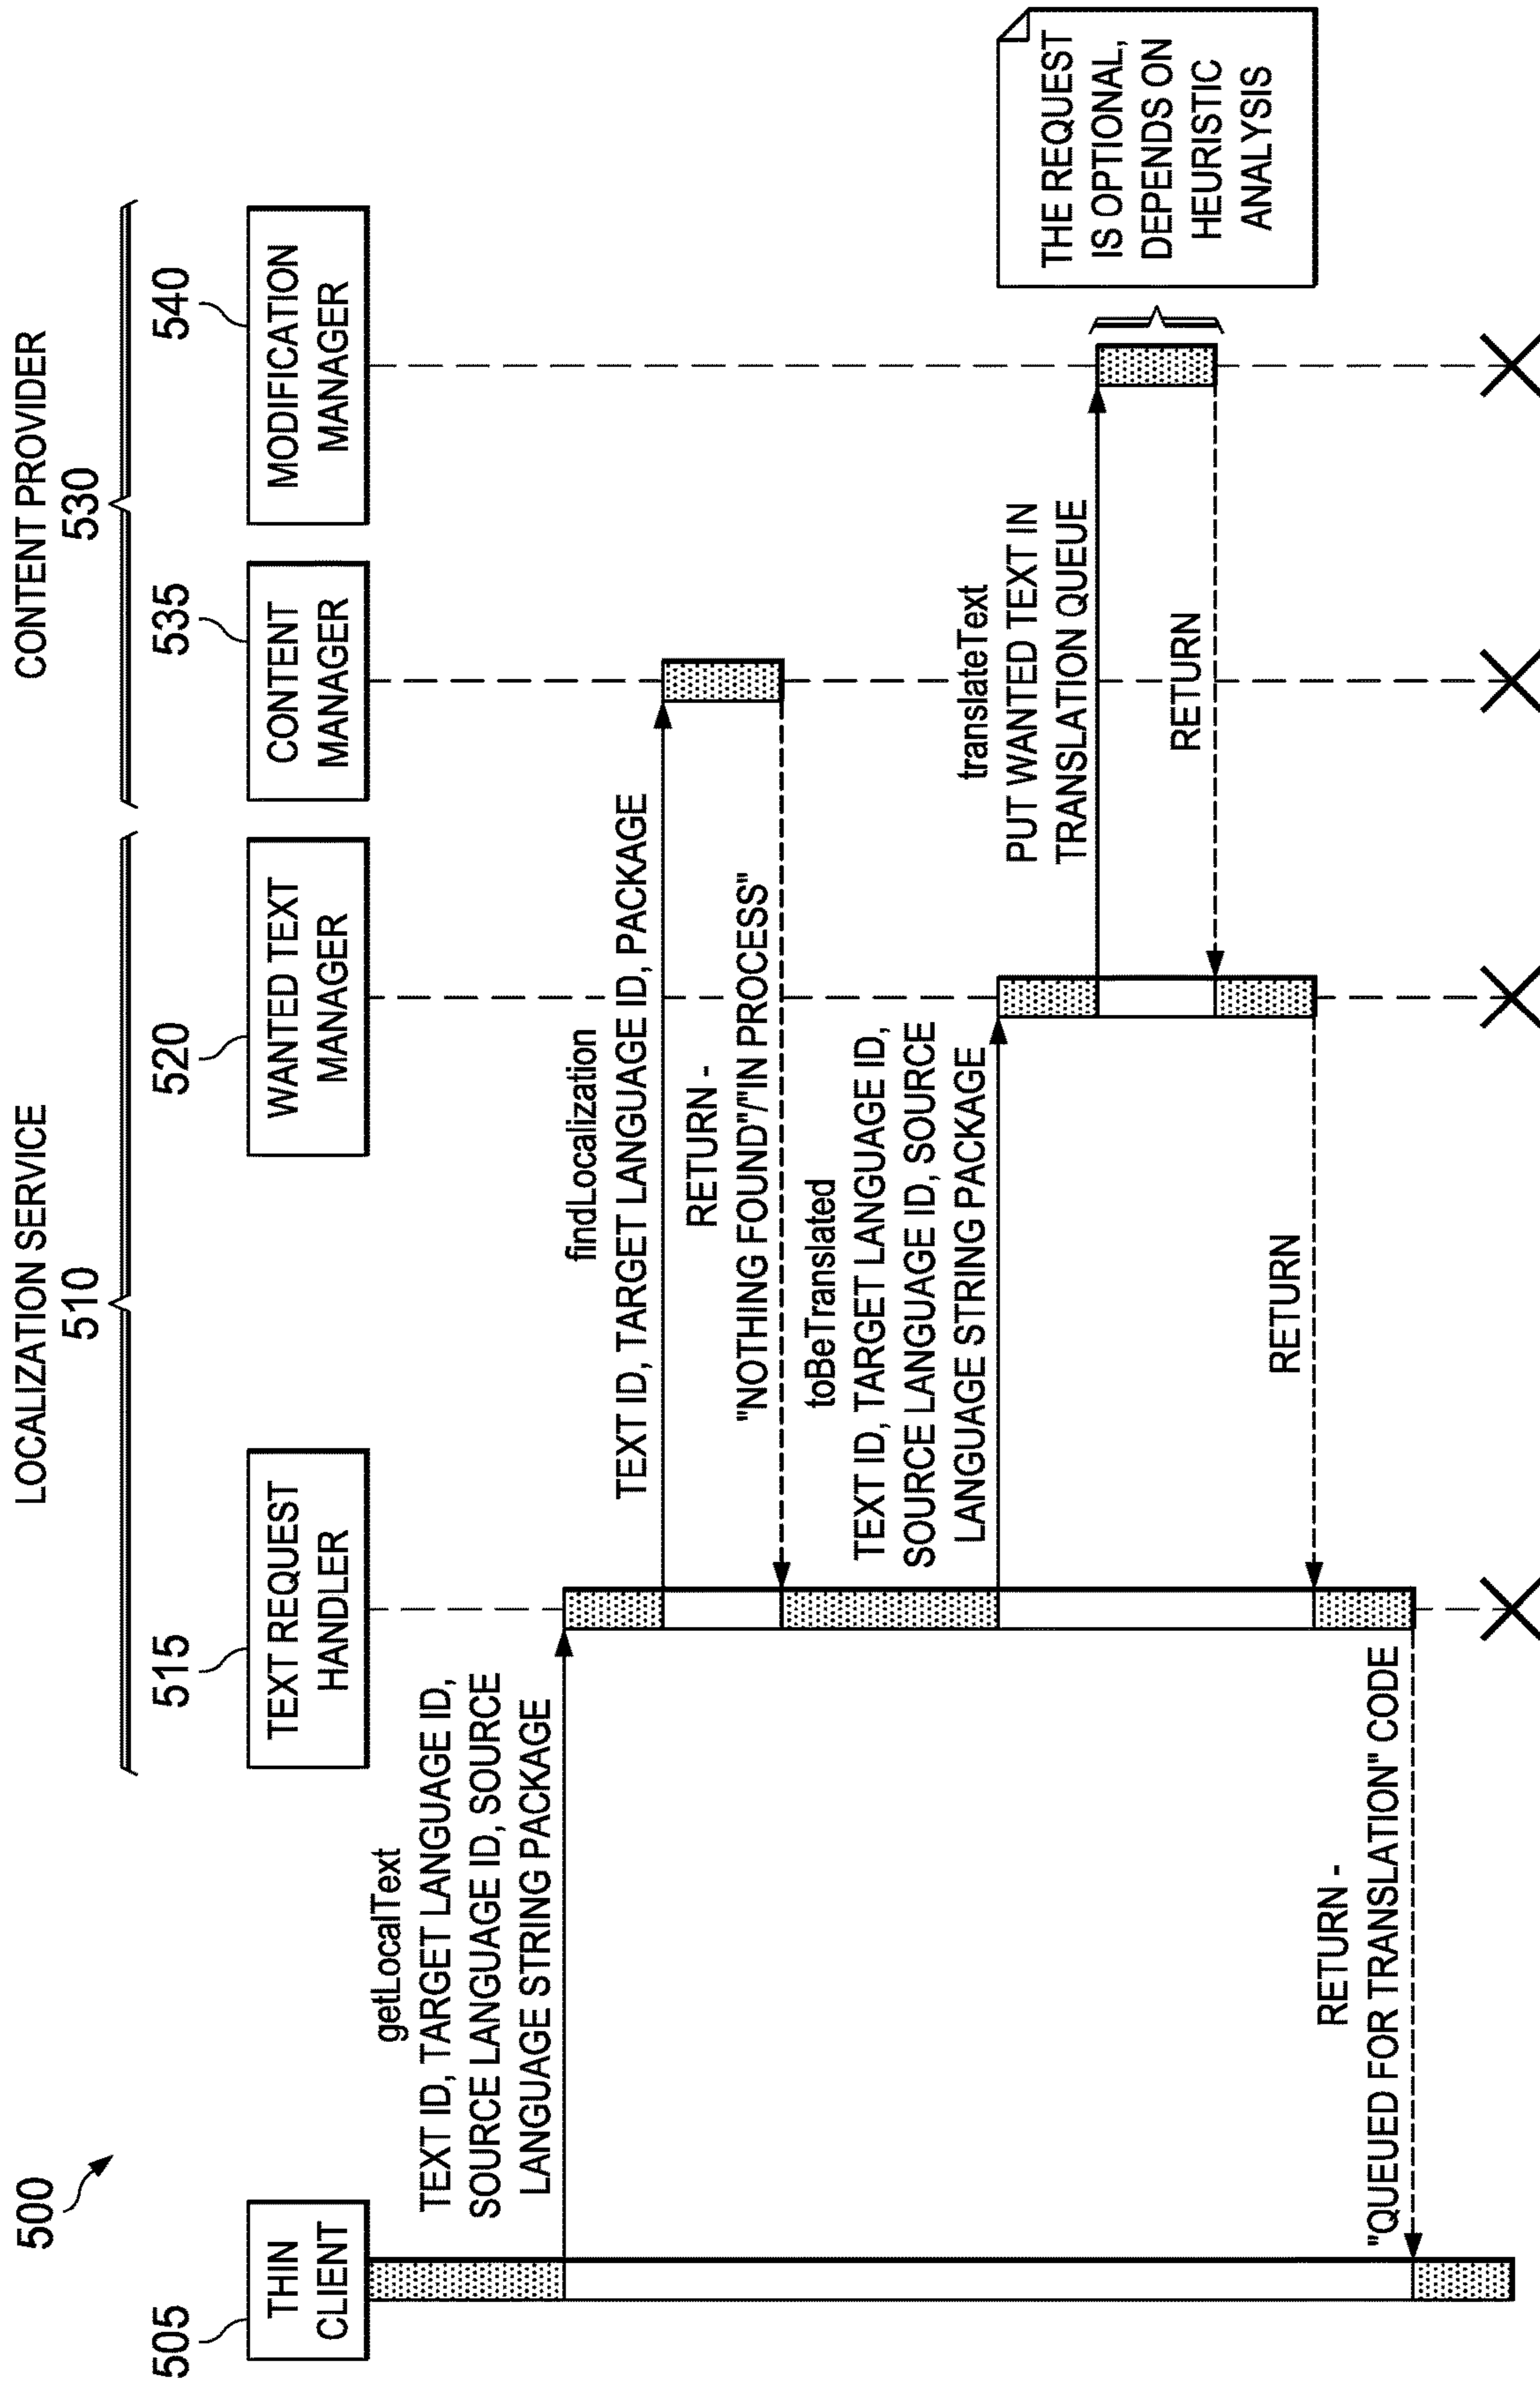 500
LOCALIZATION SERVICE
510
CONTENT PROVIDER
530
505
THIN
CLIENT
515
TEXT REQUEST
HANDLER
520
WANTED TEXT
MANAGER
535
CONTENT
MANAGER
540
MODIFICATION
MANAGER
getLocalText
TEXT ID, TARGET LANGUAGE ID,
SOURCE LANGUAGE ID, SOURCE
LANGUAGE STRING PACKAGE
findLocalization
TEXT ID, TARGET LANGUAGE ID, PACKAGE
RETURN -
"NOTHING FOUND"/"IN PROCESS"
toBeTranslated
TEXT ID, TARGET LANGUAGE ID,
SOURCE LANGUAGE ID, SOURCE
LANGUAGE STRING PACKAGE
translateText
PUT WANTED TEXT IN
TRANSLATION QUEUE
THE REQUEST
IS OPTIONAL,
DEPENDS ON
HEURISTIC
ANALYSIS
RETURN
RETURN
RETURN -
"QUEUED FOR TRANSLATION" CODE